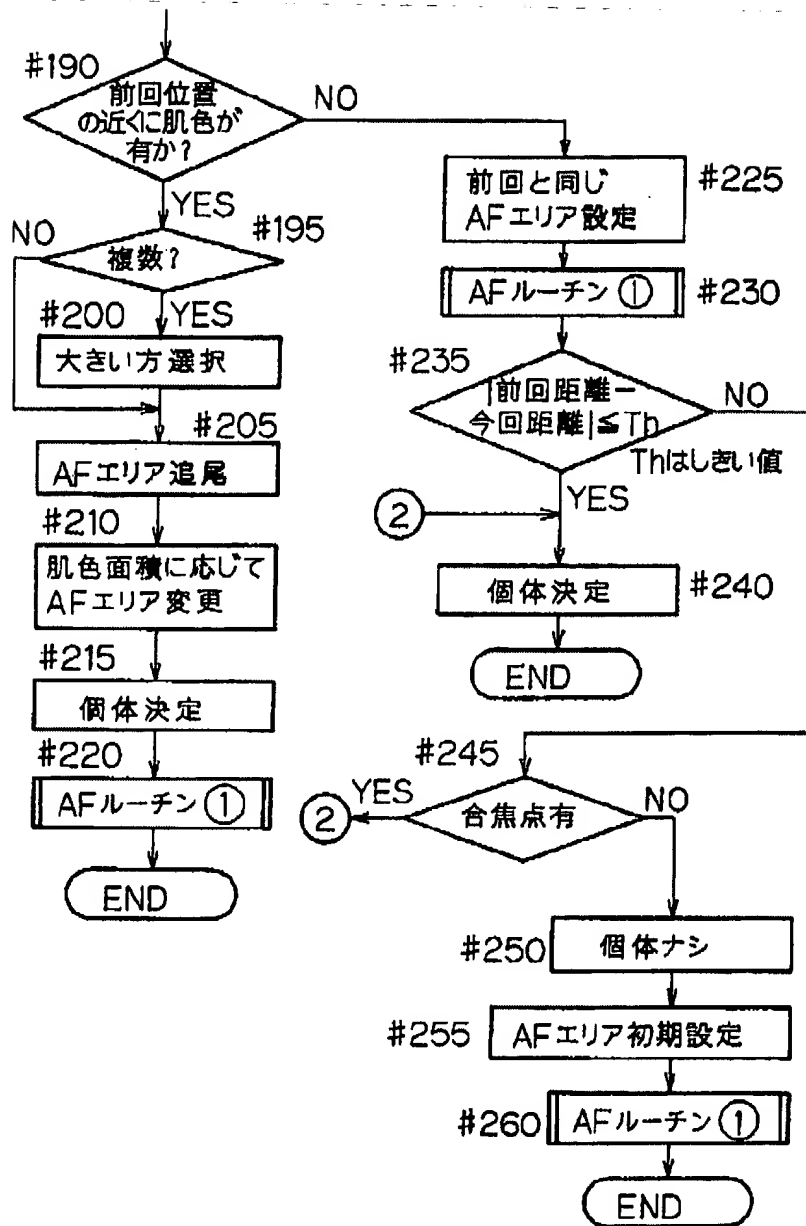 #190
前回位置
の近くに肌色が
有か?
NO
YES
NO
#195
複数?
#200
YES
大きい方選択
#205
AFエリア追尾
#210
肌色面積に応じて
AFエリア変更
#215
個体決定
#220
AFルーチン ①
END
前回と同じ
AFエリア設定
#225
AFルーチン ①
#230
#235
|前回距離−
今回距離|≦Th
NO
Thはしきい値
YES
②
個体決定
#240
END
#245
YES
②
合焦点有
NO
#250
個体ナシ
#255
AFエリア初期設定
#260
AFルーチン ①
END